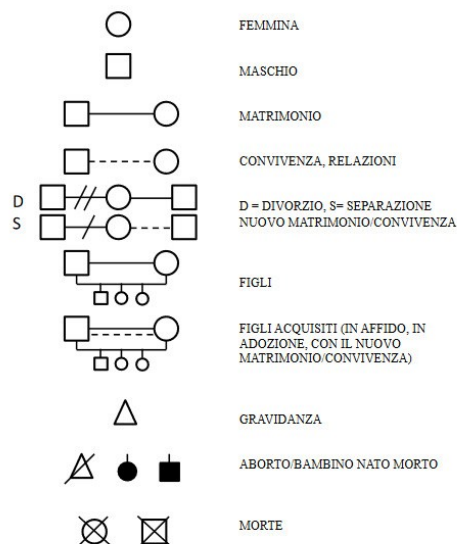 FEMMINA
MASCHIO
MATRIMONIO
CONVIVENZA, RELAZIONI
D
S
D = DIVORZIO, S= SEPARAZIONE
NUOVO MATRIMONIO/CONVIVENZA
FIGLI
FIGLI ACQUISITI (IN AFFIDO, IN
ADOZIONE, CON IL NUOVO
MATRIMONIO/CONVIVENZA)
GRAVIDANZA
ABORTO/BAMBINO NATO MORTO
MORTE